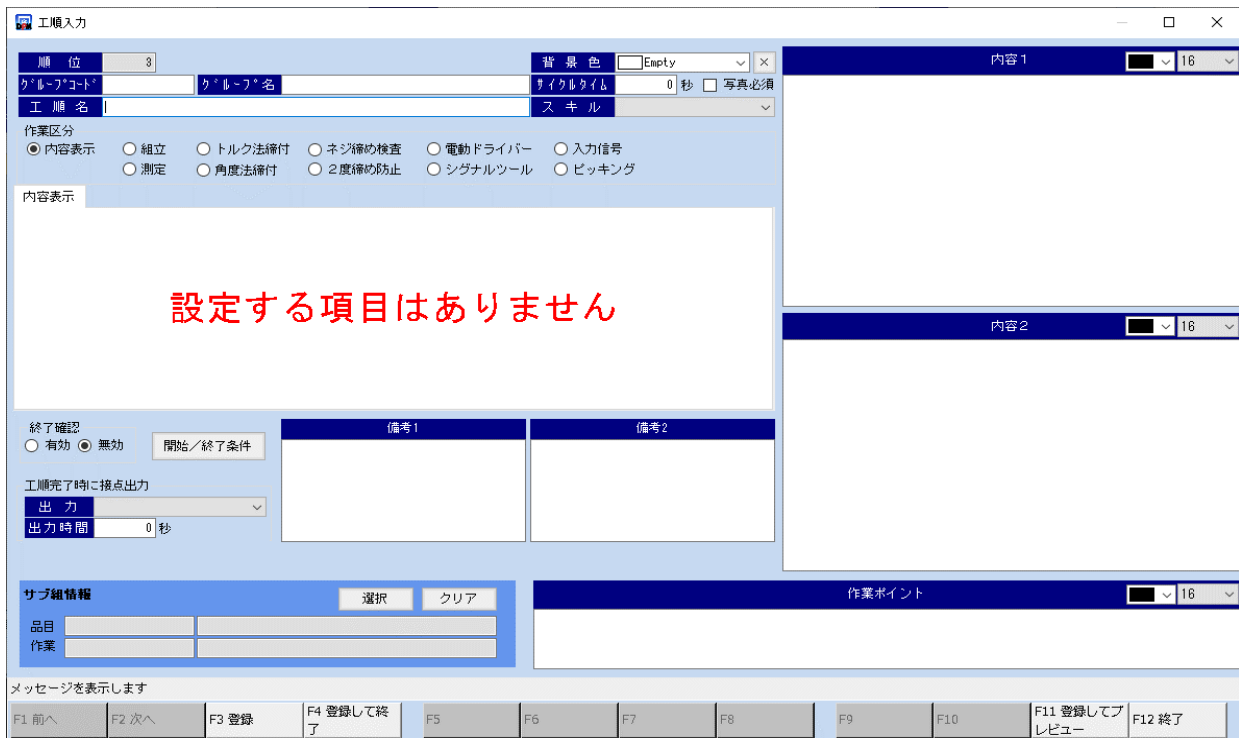 工順入力
順 位 3 背 景 色 Empty
ｸﾞﾙｰﾌﾟｺｰﾄﾞ ｸﾞﾙｰﾌﾟ名 ｻｲｸﾙﾀｲﾑ 0 秒 写真必須
工 順 名 ス キ ル
作業区分
内容表示 組立 トルク法締付 ネジ締め検査 電動ドライバー 入力信号
測定 角度法締付 ２度締め防止 シグナルツール ピッキング
内容表示
設定する項目はありません
内容１ 16
内容２ 16
終了確認
有効 無効 開始／終了条件
備考1 備考2
工順完了時に接点出力
出 力
出力時間 0 秒
サブ組情報 選択 クリア
品目
作業
作業ポイント 16
メッセージを表示します
F1 前へ F2 次へ F3 登録 F4 登録して終
了 F5 F6 F7 F8 F9 F10 F11 登録してプ
レビュー F12 終了